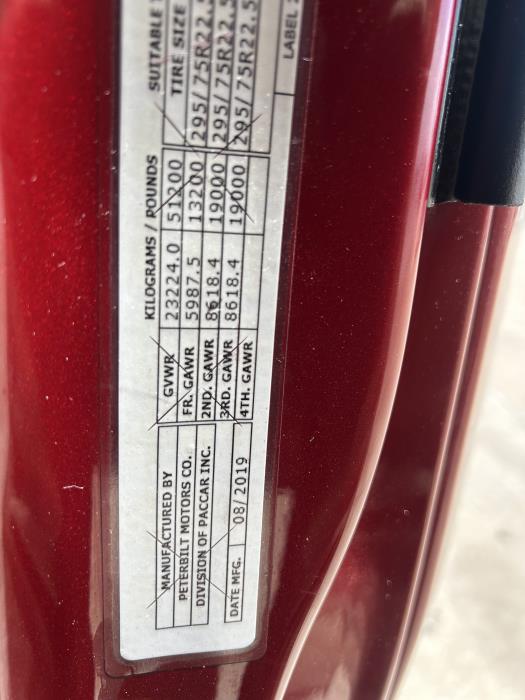 MANUFACTURED BY
PETERBILT MOTORS CO.
DIVISION OF PACCAR INC.
DATE MFG. 08/2019
KILOGRAMS / POUNDS SUITABLE
TIRE SIZE
GVWR 23224.0 51200
FR. GAWR 5987.5 13200 295/75R22.5
2ND. GAWR 8618.4 19000 295/75R22.5
3RD. GAWR 8618.4 19000 295/75R22.5
4TH. GAWR
LABEL